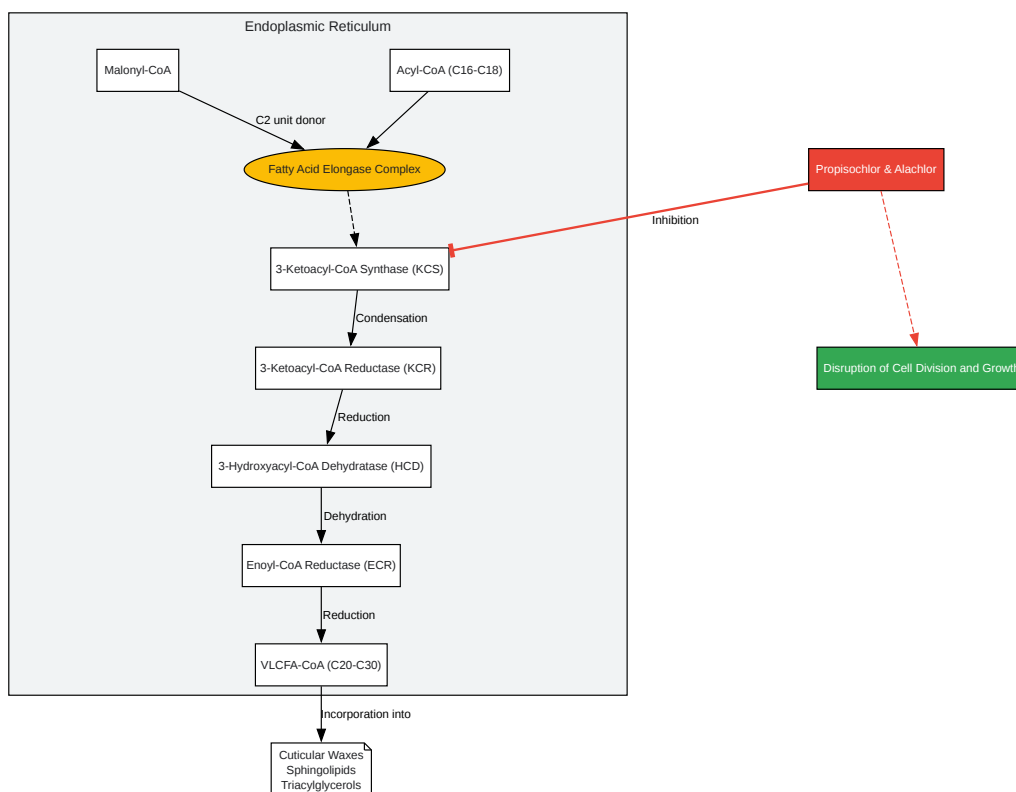 Endoplasmic Reticulum
Malonyl-CoA
Acyl-CoA (C16-C18)
C2 unit donor
Fatty Acid Elongase Complex
Propisochlor & Alachlor
Inhibition
3-Ketoacyl-CoA Synthase (KCS)
Condensation
3-Ketoacyl-CoA Reductase (KCR)
Disruption of Cell Division and Growth
Reduction
3-Hydroxyacyl-CoA Dehydratase (HCD)
Dehydration
Enoyl-CoA Reductase (ECR)
Reduction
VLCFA-CoA (C20-C30)
Incorporation into
Cuticular Waxes
Sphingolipids
Triacylglycerols